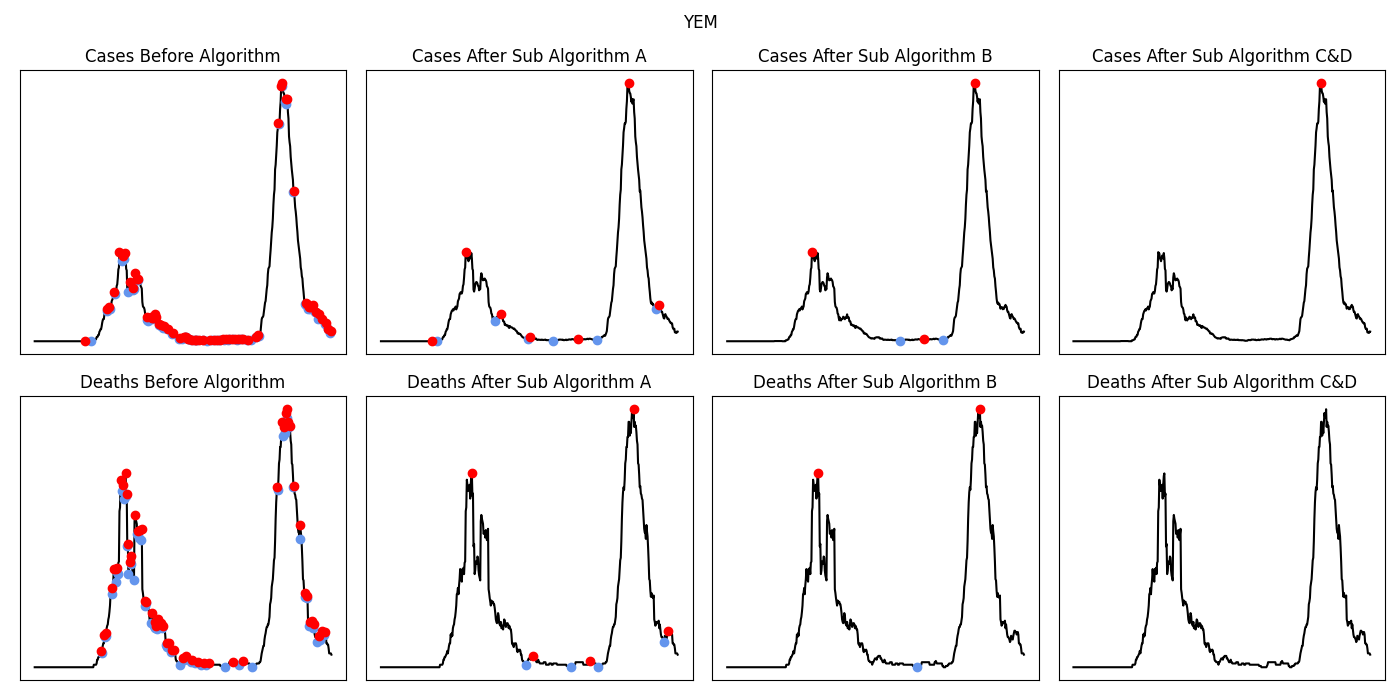 YEM
Cases Before Algorithm
Cases After Sub Algorithm A
Cases After Sub Algorithm B
Cases After Sub Algorithm C&D
Deaths Before Algorithm
Deaths After Sub Algorithm A
Deaths After Sub Algorithm B
Deaths After Sub Algorithm C&D